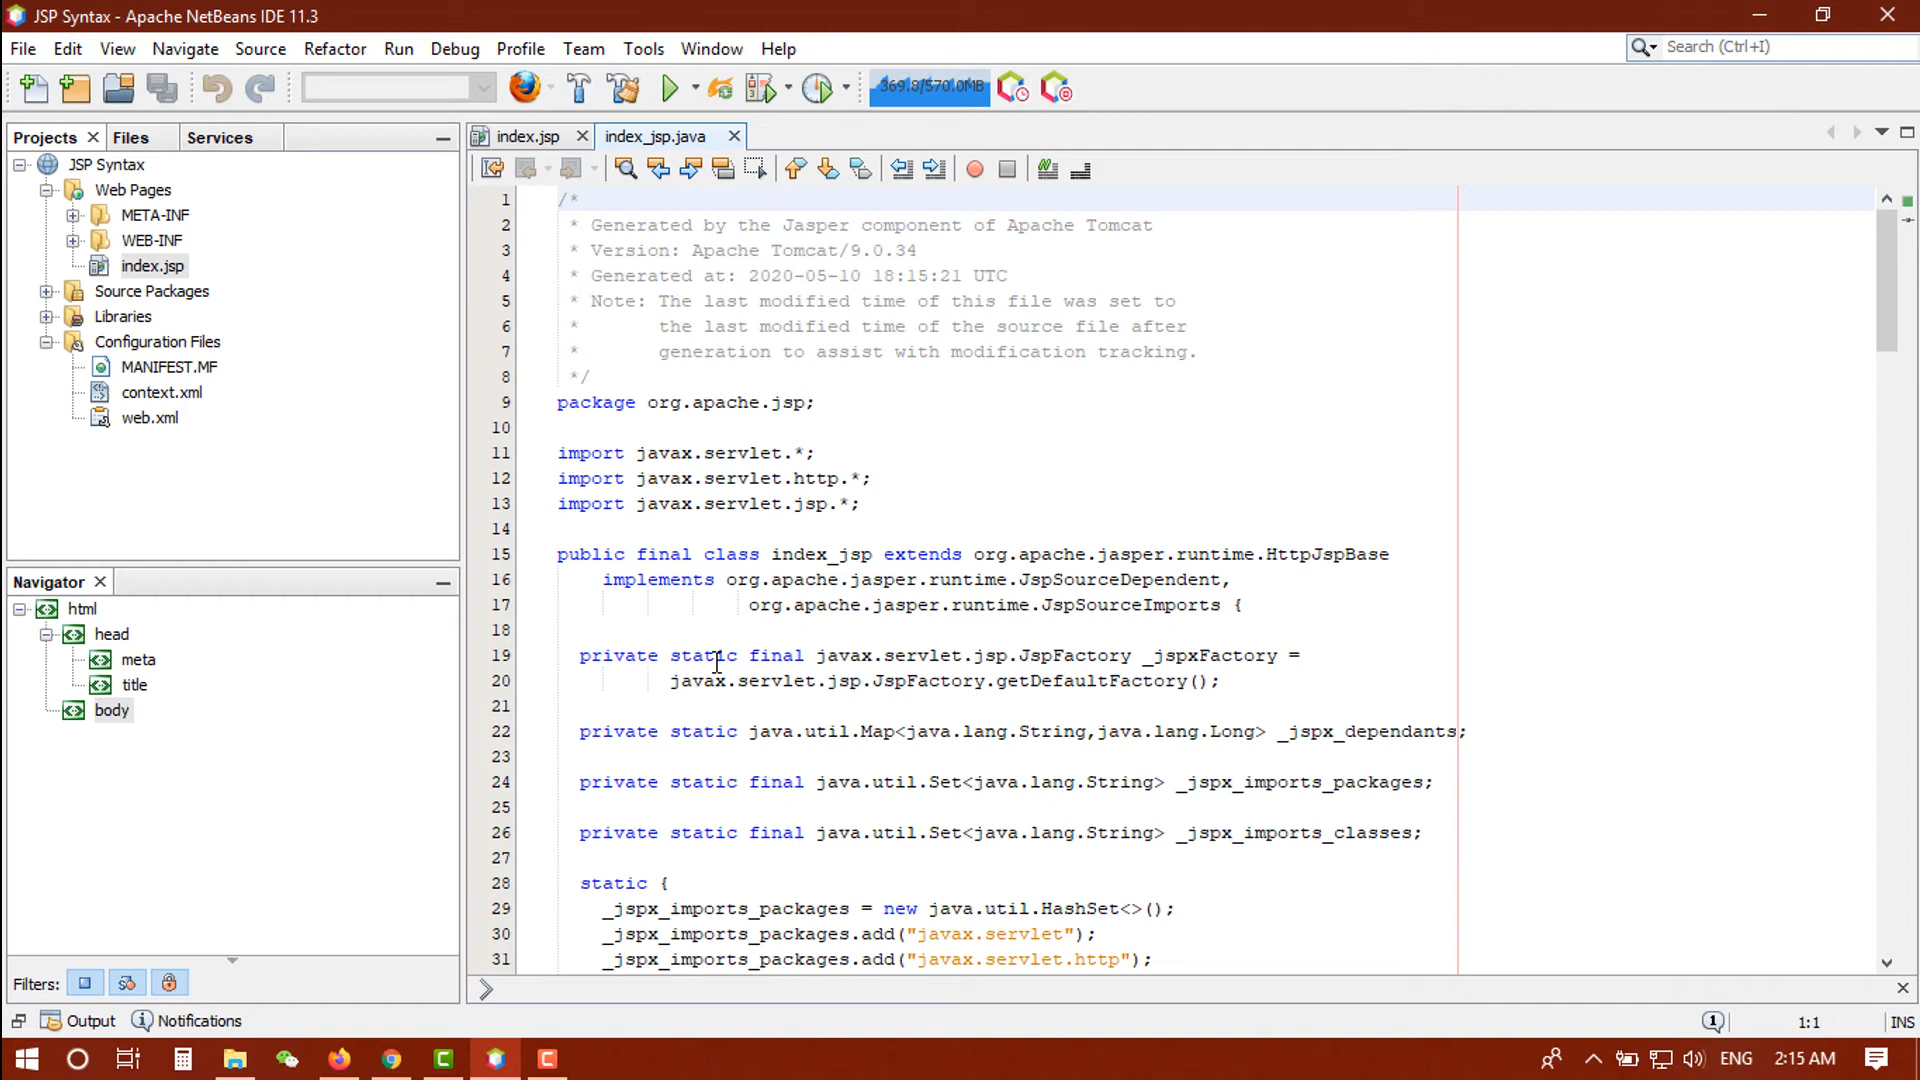 JSP Syntax - Apache NetBeans IDE 11.3
File Edit View Navigate Source Refactor Run Debug Profile Team Tools Window Help
Search (Ctrl+I)
369.8/570.0MB
Projects Files Services
JSP Syntax
Web Pages
META-INF
WEB-INF
index.jsp
Source Packages
Libraries
Configuration Files
MANIFEST.MF
context.xml
web.xml
Navigator
html
head
meta
title
body
Filters:
index.jsp index_jsp.java
1 /*
2 * Generated by the Jasper component of Apache Tomcat
3 * Version: Apache Tomcat/9.0.34
4 * Generated at: 2020-05-10 18:15:21 UTC
5 * Note: The last modified time of this file was set to
6 * the last modified time of the source file after
7 * generation to assist with modification tracking.
8 */
9 package org.apache.jsp;
10
11 import javax.servlet.*;
12 import javax.servlet.http.*;
13 import javax.servlet.jsp.*;
14
15 public final class index_jsp extends org.apache.jasper.runtime.HttpJspBase
16 implements org.apache.jasper.runtime.JspSourceDependent,
17 org.apache.jasper.runtime.JspSourceImports {
18
19 private static final javax.servlet.jsp.JspFactory _jspxFactory =
20 javax.servlet.jsp.JspFactory.getDefaultFactory();
21
22 private static java.util.Map<java.lang.String,java.lang.Long> _jspx_dependants;
23
24 private static final java.util.Set<java.lang.String> _jspx_imports_packages;
25
26 private static final java.util.Set<java.lang.String> _jspx_imports_classes;
27
28 static {
29 _jspx_imports_packages = new java.util.HashSet<>();
30 _jspx_imports_packages.add("javax.servlet");
31 _jspx_imports_packages.add("javax.servlet.http");
Output Notifications
1 1:1 INS
ENG 2:15 AM